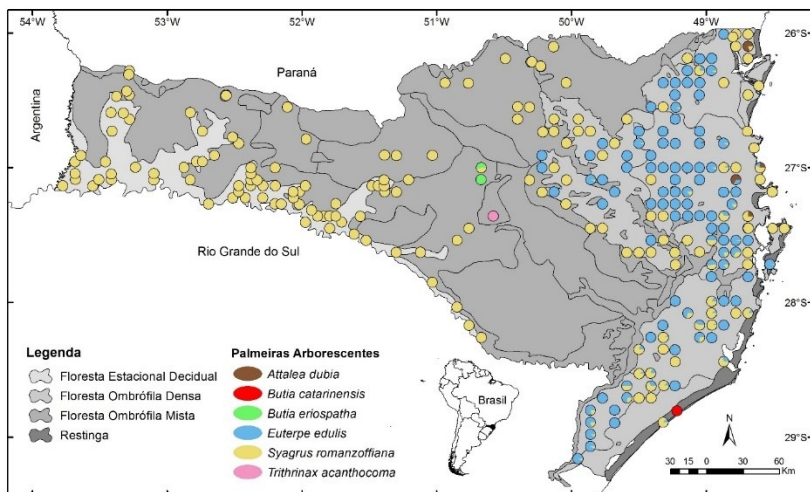 54°W 53°W 52°W 51°W 50°W 49°W
26°S
Paraná
Argentina
27°S
Rio Grande do Sul
28°S
29°S
Legenda
Floresta Estacional Decidual
Floresta Ombrófila Densa
Floresta Ombrófila Mista
Restinga
Palmeiras Arborescentes
Attalea dubia
Butia catarinensis
Butia eriospatha
Euterpe edulis
Syagrus romanzoffiana
Trithrinax acanthocoma
Brasil
N
30 15 0 30 60
Km